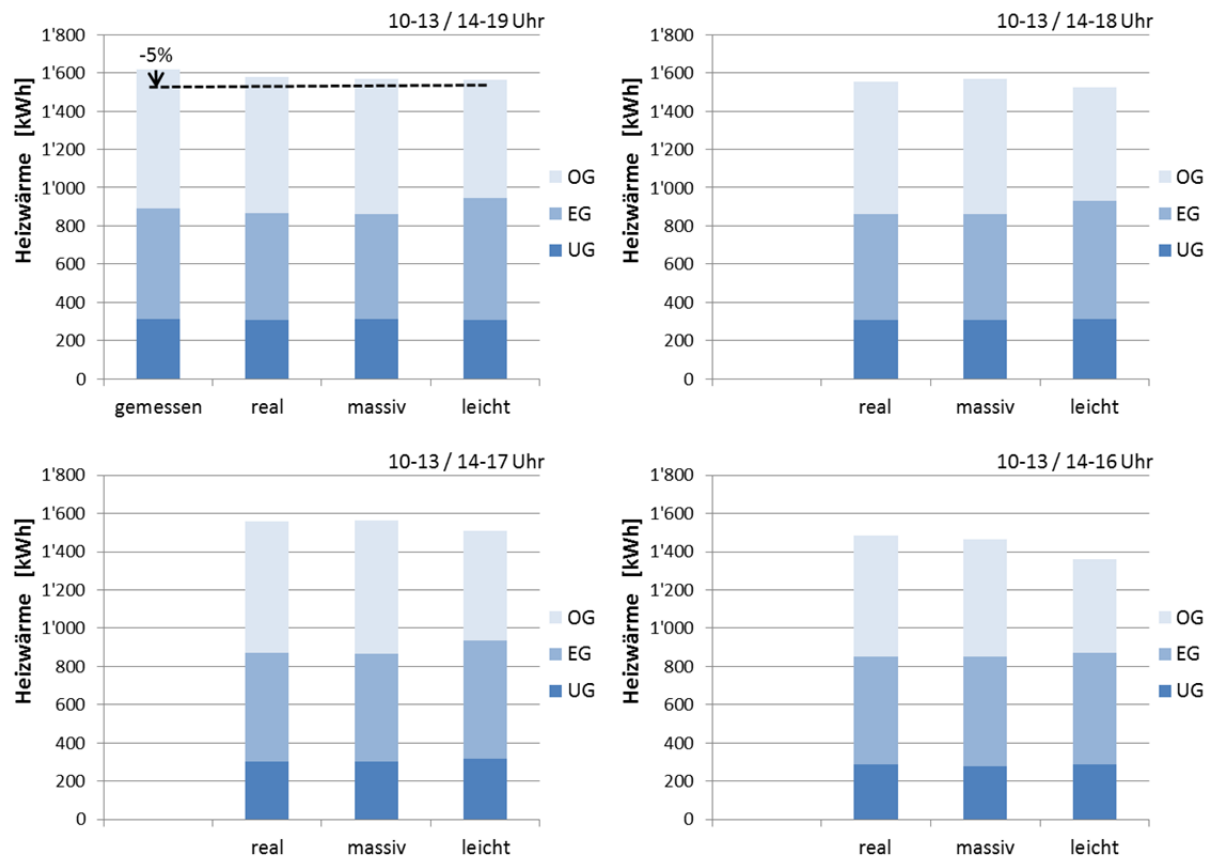 10-13 / 14-19 Uhr
Heizwärme [kWh]
1'800
1'600
1'400
1'200
1'000
800
600
400
200
0
-5%
OG
EG
UG
gemessen real massiv leicht
10-13 / 14-18 Uhr
Heizwärme [kWh]
1'800
1'600
1'400
1'200
1'000
800
600
400
200
0
OG
EG
UG
real massiv leicht
10-13 / 14-17 Uhr
Heizwärme [kWh]
1'800
1'600
1'400
1'200
1'000
800
600
400
200
0
OG
EG
UG
real massiv leicht
10-13 / 14-16 Uhr
Heizwärme [kWh]
1'800
1'600
1'400
1'200
1'000
800
600
400
200
0
OG
EG
UG
real massiv leicht